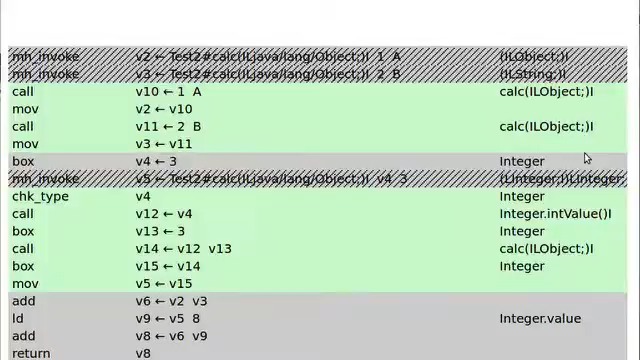 mh_invoke v2 ← Test2#calc(ILjava/lang/Object;)I 1 A (ILObject;)I
mh_invoke v3 ← Test2#calc(ILjava/lang/Object;)I 2 B (ILString;)I
call v10 ← 1 A calc(ILObject;)I
mov v2 ← v10
call v11 ← 2 B calc(ILObject;)I
mov v3 ← v11
box v4 ← 3 Integer
mh_invoke v5 ← Test2#calc(ILjava/lang/Object;)I v4 3 (LInteger;I)LInteger;
chk_type v4 Integer
call v12 ← v4 Integer.intValue()I
box v13 ← 3 Integer
call v14 ← v12 v13 calc(ILObject;)I
box v15 ← v14 Integer
mov v5 ← v15
add v6 ← v2 v3
ld v9 ← v5 8 Integer.value
add v8 ← v6 v9
return v8